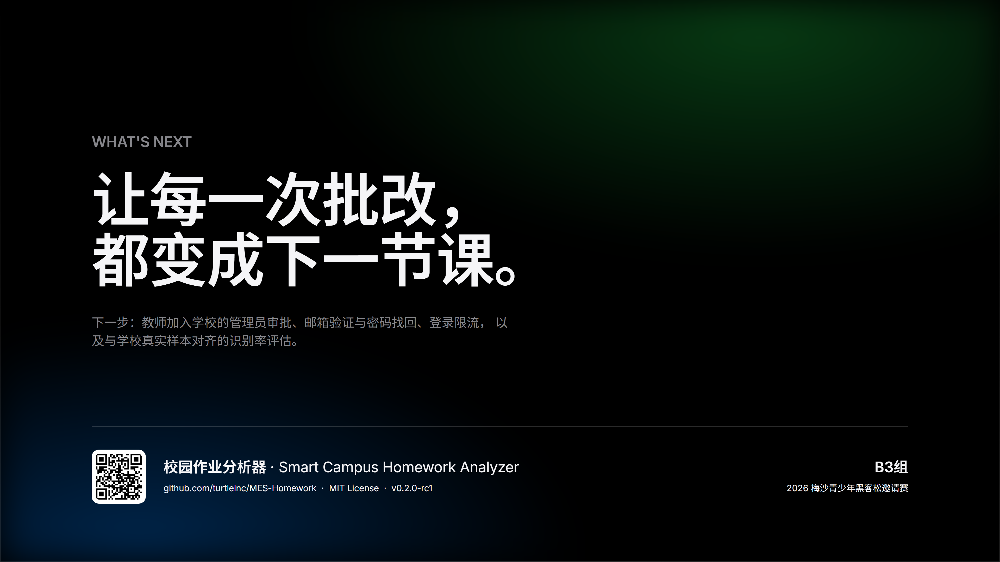 WHAT'S NEXT
让每一次批改，
都变成下一节课。
下一步：教师加入学校的管理员审批、邮箱验证与密码找回、登录限流， 以
及与学校真实样本对齐的识别率评估。
校园作业分析器 · Smart Campus Homework Analyzer
github.com/turtlelnc/MES-Homework · MIT License · v0.2.0-rc1
B3组
2026 梅沙青少年黑客松邀请赛